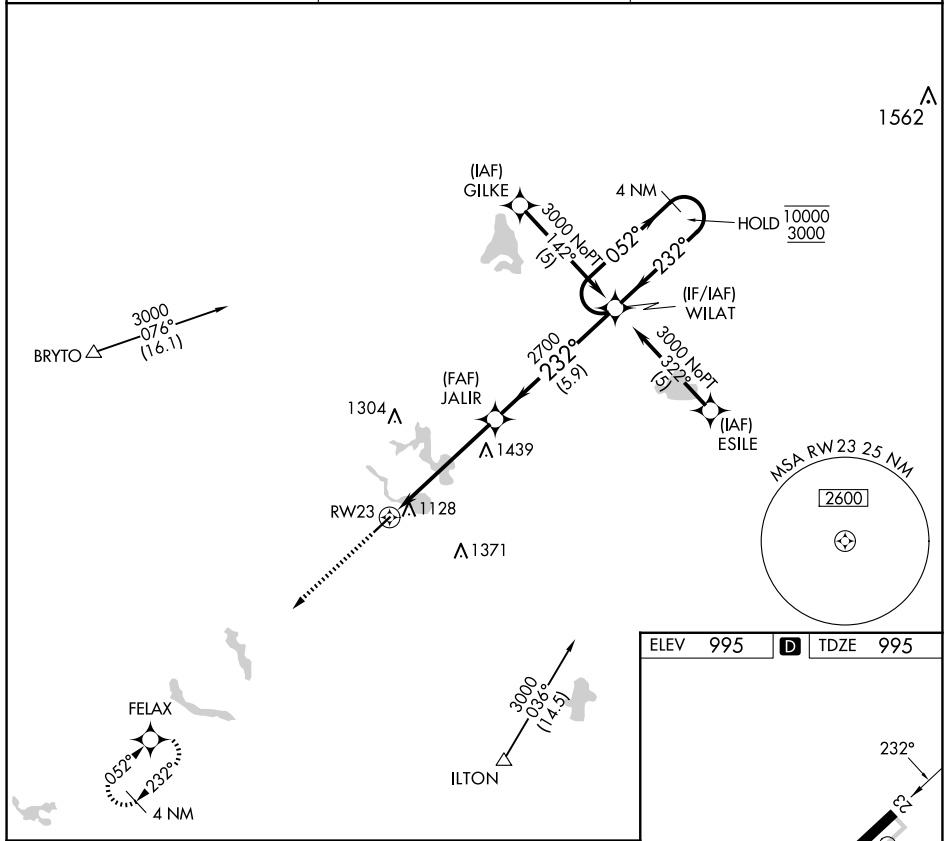 1562
(IAF)
GILKE
4 NM
HOLD 10000
3000
3000 NoPT
142°
(5)
052°
232°
(IF/IAF)
WILAT
3000
076°
(16.1)
BRYTO
2700
232°
(5.9)
3000 NoPT
322°
(5)
(FAF)
JALIR
1304
(IAF)
ESILE
1439
MSA RW 23 25 NM
2600
RW23
1128
1371
ELEV 995 D TDZE 995
3000
036°
(14.5)
FELAX
052°
232°
4 NM
ILTON
232°
23